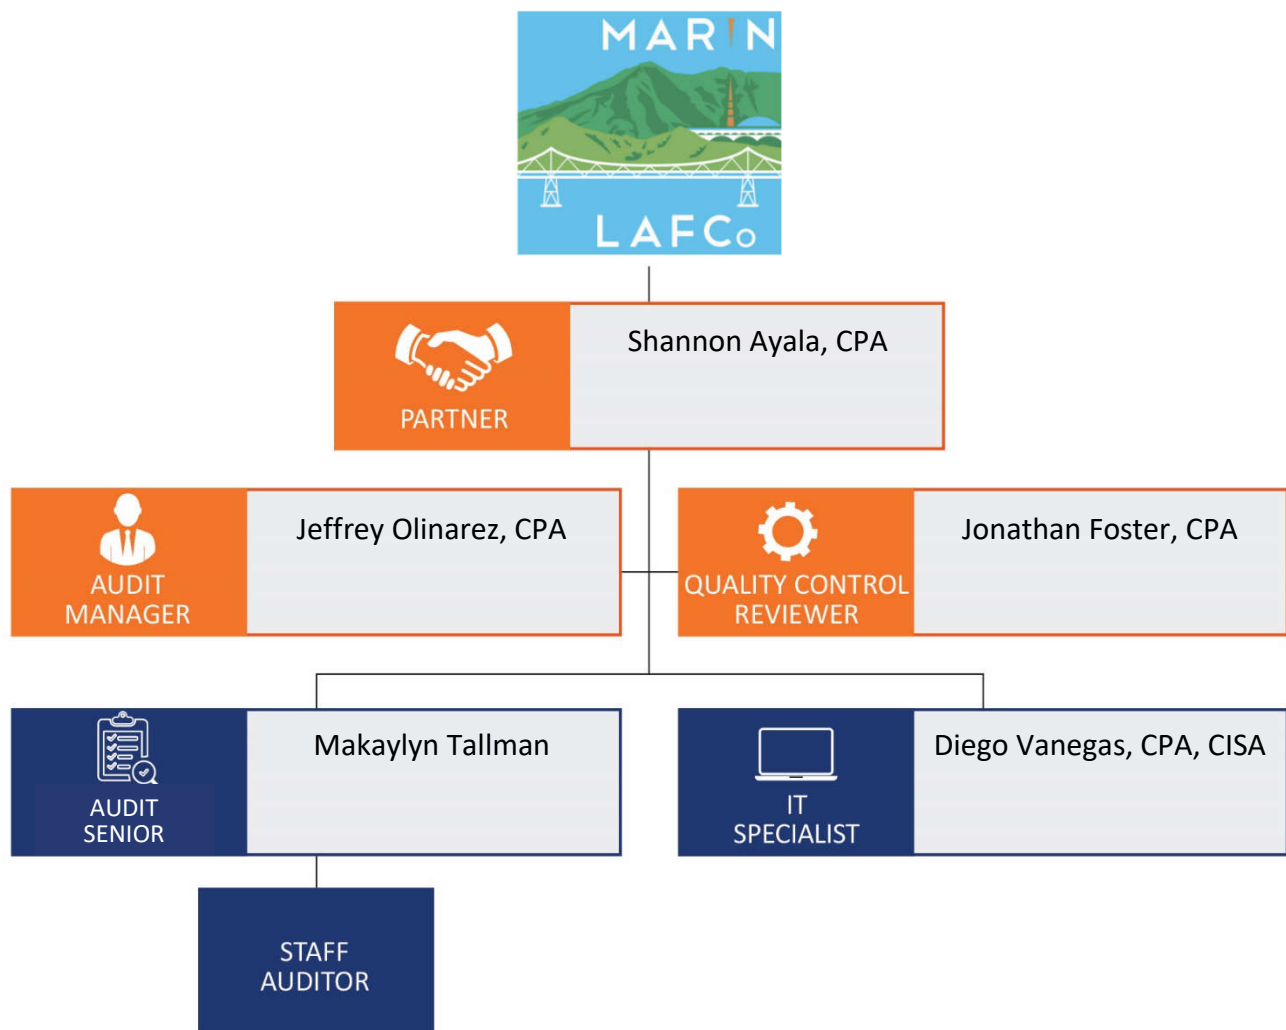 MARIN
LAFCo
Shannon Ayala, CPA
PARTNER
Jeffrey Olinarez, CPA
AUDIT
MANAGER
Jonathan Foster, CPA
QUALITY CONTROL
REVIEWER
Makaylyn Tallman
AUDIT
SENIOR
Diego Vanegas, CPA, CISA
IT
SPECIALIST
STAFF
AUDITOR